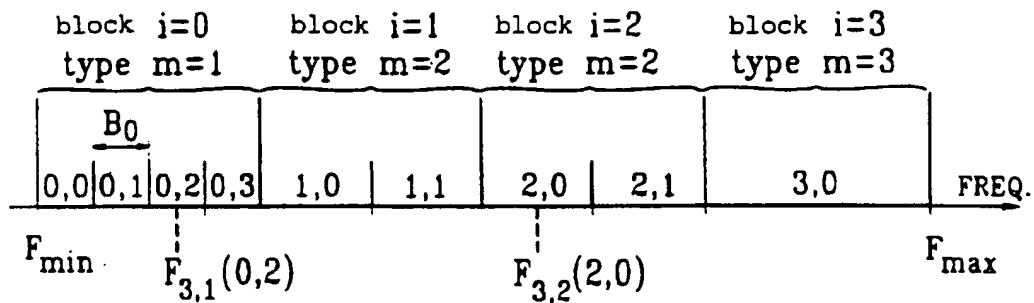 block i=0 block i=1 block i=2 block i=3
type m=1 type m=2 type m=2 type m=3
B0
0,0 0,1 0,2 0,3 1,0 1,1 2,0 2,1 3,0 FREQ.
Fmin F3,1(0,2) F3,2(2,0) Fmax